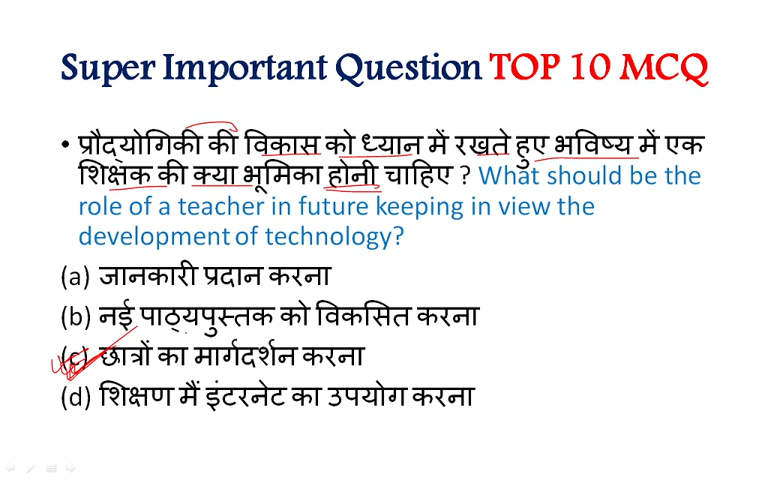 Super Important Question TOP 10 MCQ
• प्रौद्योगिकी की विकास को ध्यान में रखते हुए भविष्य में एक
शिक्षक की क्या भूमिका होनी चाहिए ? What should be the
role of a teacher in future keeping in view the
development of technology?
(a) जानकारी प्रदान करना
(b) नई पाठ्यपुस्तक को विकसित करना
(c) छात्रों का मार्गदर्शन करना
(d) शिक्षण मैं इंटरनेट का उपयोग करना